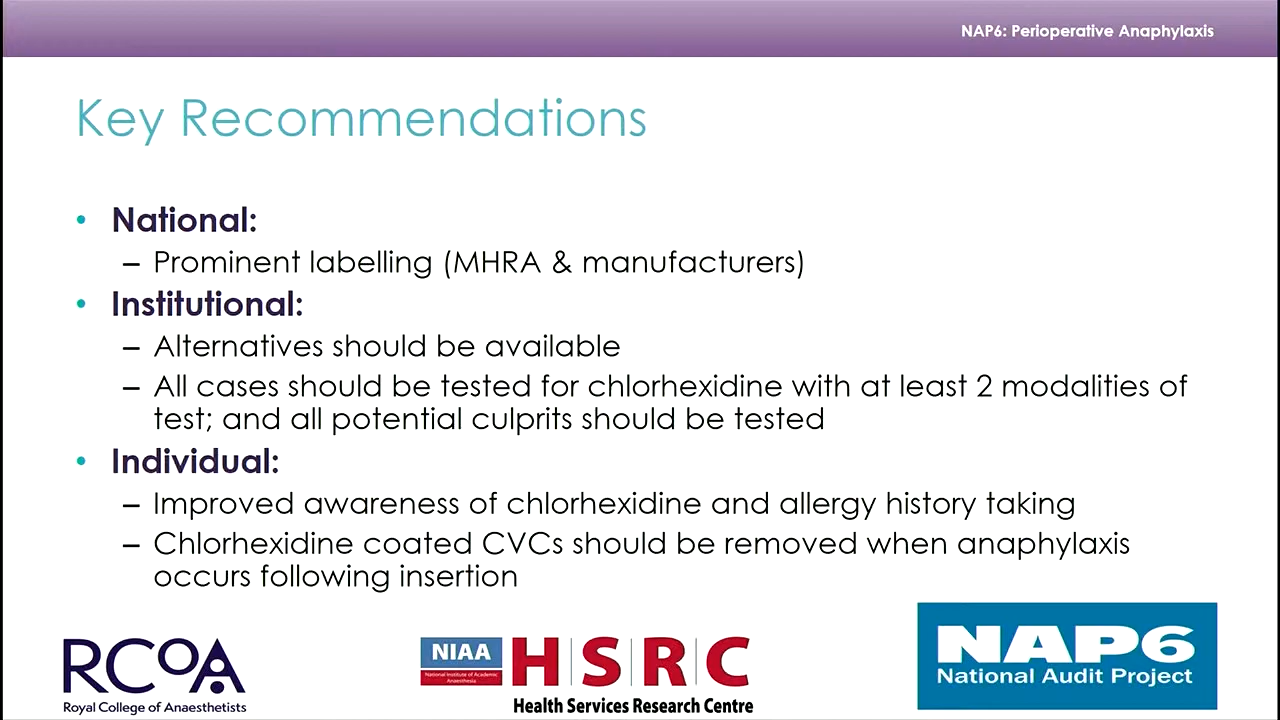 NAP6: Perioperative Anaphylaxis
Key Recommendations
• National:
– Prominent labelling (MHRA & manufacturers)
• Institutional:
– Alternatives should be available
– All cases should be tested for chlorhexidine with at least 2 modalities of
test; and all potential culprits should be tested
• Individual:
– Improved awareness of chlorhexidine and allergy history taking
– Chlorhexidine coated CVCs should be removed when anaphylaxis
occurs following insertion
RCOA
Royal College of Anaesthetists
NIAA
National Institute of Academic
Anaesthesia
HSRC
Health Services Research Centre
NAP6
National Audit Project